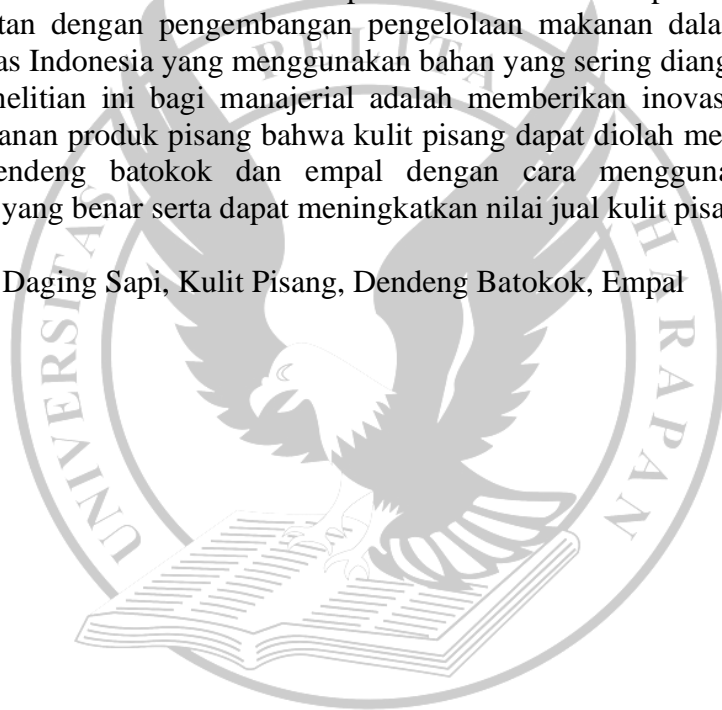 tan dengan pengembangan pengelolaan makanan dala
as Indonesia yang menggunakan bahan yang sering diang
nelitian ini bagi manajerial adalah memberikan inovas
anan produk pisang bahwa kulit pisang dapat diolah me
endeng batokok dan empal dengan cara mengguna
yang benar serta dapat meningkatkan nilai jual kulit pisa
Daging Sapi, Kulit Pisang, Dendeng Batokok, Empal
UNIVERSITAS PELITA HARAPAN